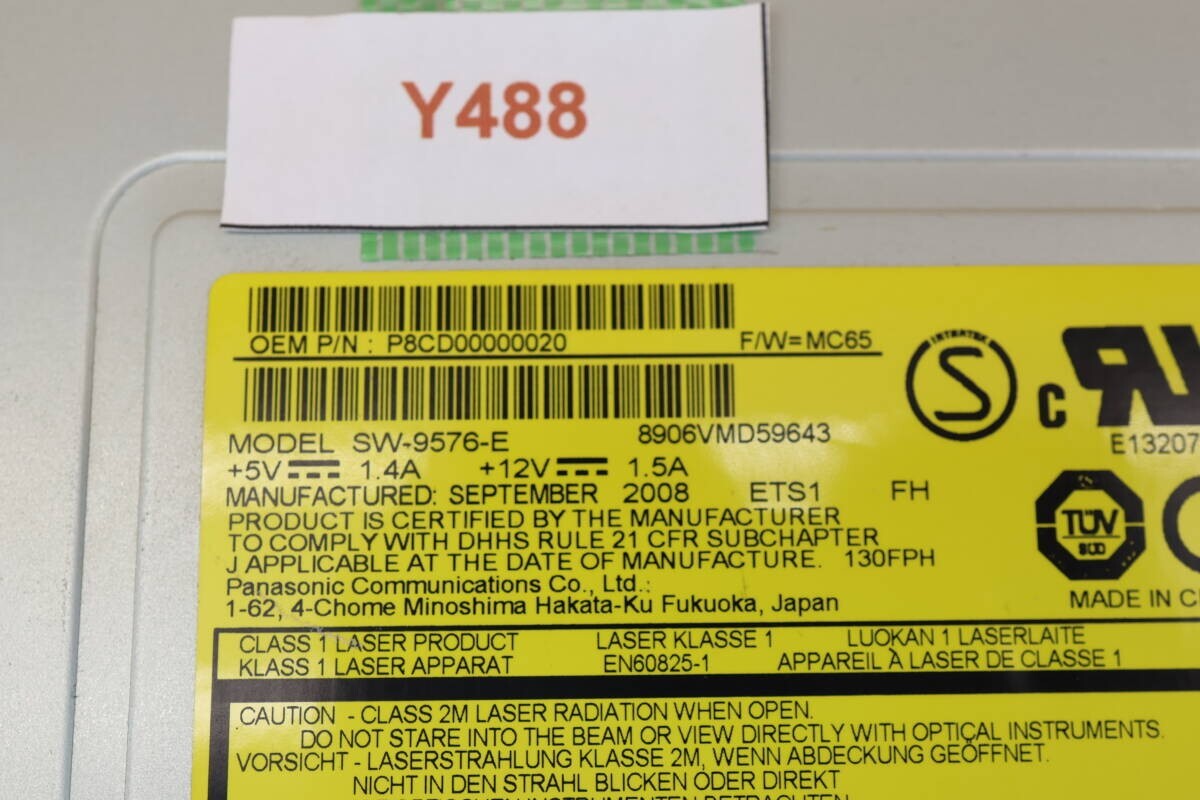 Y488
OEM P/N : P8CD00000020 F/W=MC65
MODEL SW-9576-E 8906VMD59643
+5V 1.4A +12V 1.5A
MANUFACTURED: SEPTEMBER 2008 ETS1 FH
PRODUCT IS CERTIFIED BY THE MANUFACTURER
TO COMPLY WITH DHHS RULE 21 CFR SUBCHAPTER
J APPLICABLE AT THE DATE OF MANUFACTURE. 130FPH
Panasonic Communications Co., Ltd.:
1-62, 4-Chome Minoshima Hakata-Ku Fukuoka, Japan
INTERTEK
S
c
E13207
TÜV
MADE IN
CLASS 1 LASER PRODUCT LASER KLASSE 1 LUOKAN 1 LASERLAITE
KLASS 1 LASER APPARAT EN60825-1 APPAREIL À LASER DE CLASSE 1
CAUTION - CLASS 2M LASER RADIATION WHEN OPEN.
DO NOT STARE INTO THE BEAM OR VIEW DIRECTLY WITH OPTICAL INSTRUMENTS.
VORSICHT - LASERSTRAHLUNG KLASSE 2M, WENN ABDECKUNG GEÖFFNET.
NICHT IN DEN STRAHL BLICKEN ODER DIREKT